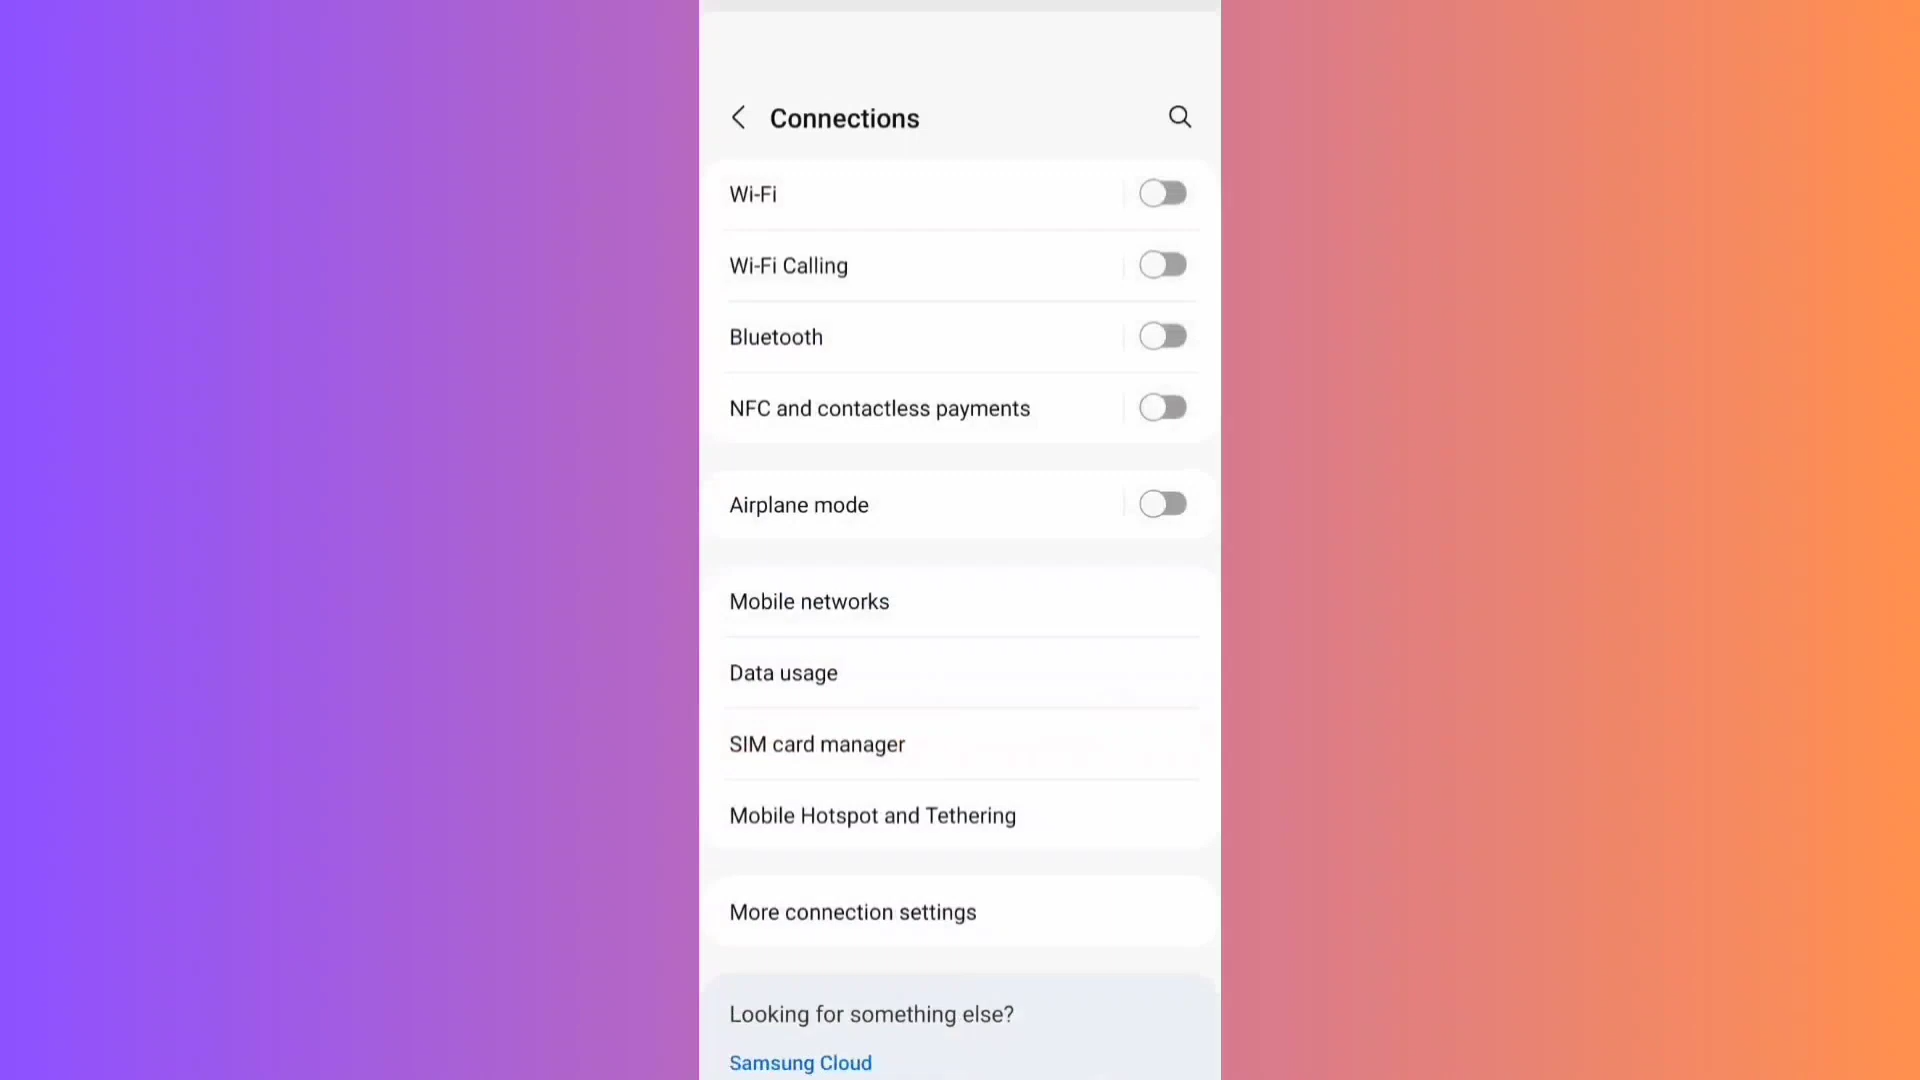 Connections
Wi-Fi
Wi-Fi Calling
Bluetooth
NFC and contactless payments
Airplane mode
Mobile networks
Data usage
SIM card manager
Mobile Hotspot and Tethering
More connection settings
Looking for something else?
Samsung Cloud